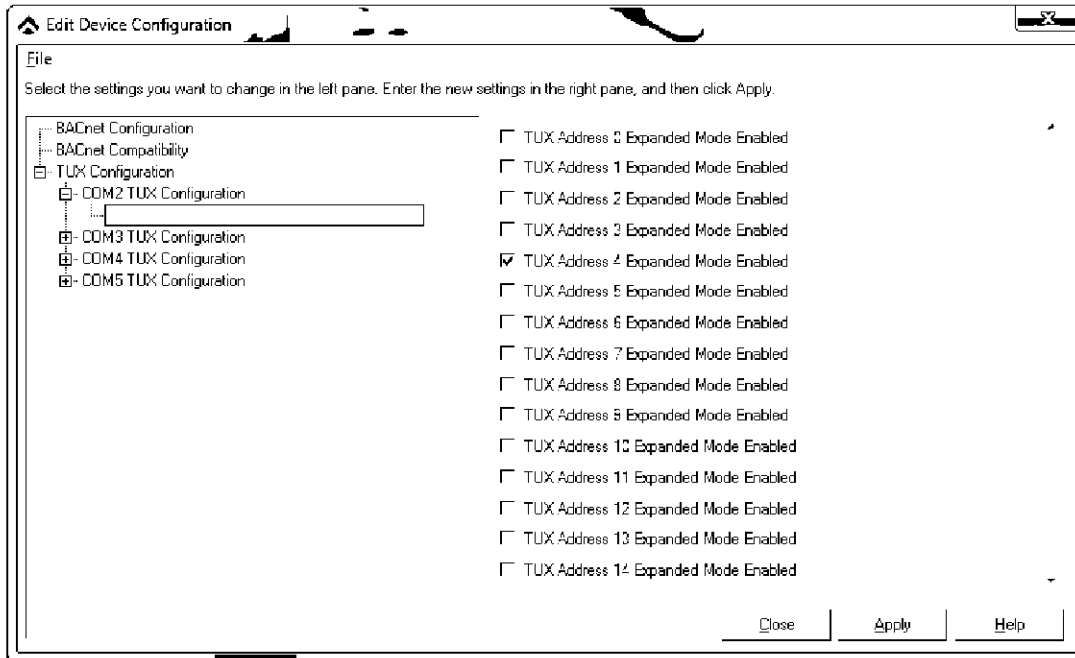 Edit Device Configuration
File
Select the settings you want to change in the left pane. Enter the new settings in the right pane, and then click Apply.
BACnet Configuration
BACnet Compatibility
TUX Configuration
COM2 TUX Configuration
COM3 TUX Configuration
COM4 TUX Configuration
COM5 TUX Configuration
TUX Address 0 Expanded Mode Enabled
TUX Address 1 Expanded Mode Enabled
TUX Address 2 Expanded Mode Enabled
TUX Address 3 Expanded Mode Enabled
TUX Address 4 Expanded Mode Enabled
TUX Address 5 Expanded Mode Enabled
TUX Address 6 Expanded Mode Enabled
TUX Address 7 Expanded Mode Enabled
TUX Address 8 Expanded Mode Enabled
TUX Address 9 Expanded Mode Enabled
TUX Address 10 Expanded Mode Enabled
TUX Address 11 Expanded Mode Enabled
TUX Address 12 Expanded Mode Enabled
TUX Address 13 Expanded Mode Enabled
TUX Address 14 Expanded Mode Enabled
Close Apply Help